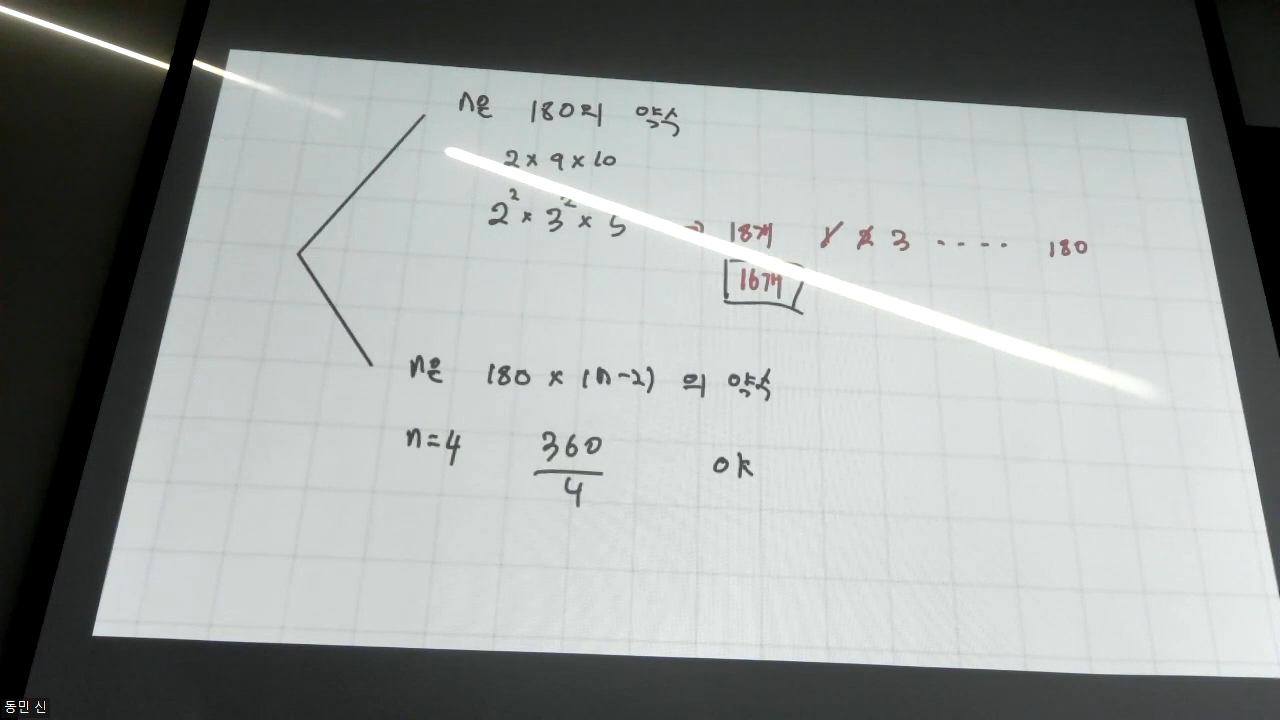 n은 180의 약수
2 × 9 × 10
2² × 3² × 5 → 18개 1 2 3 ···· 180
16개
n은 180 × (n-2) 의 약수
n=4 360/4 ok
동민 신